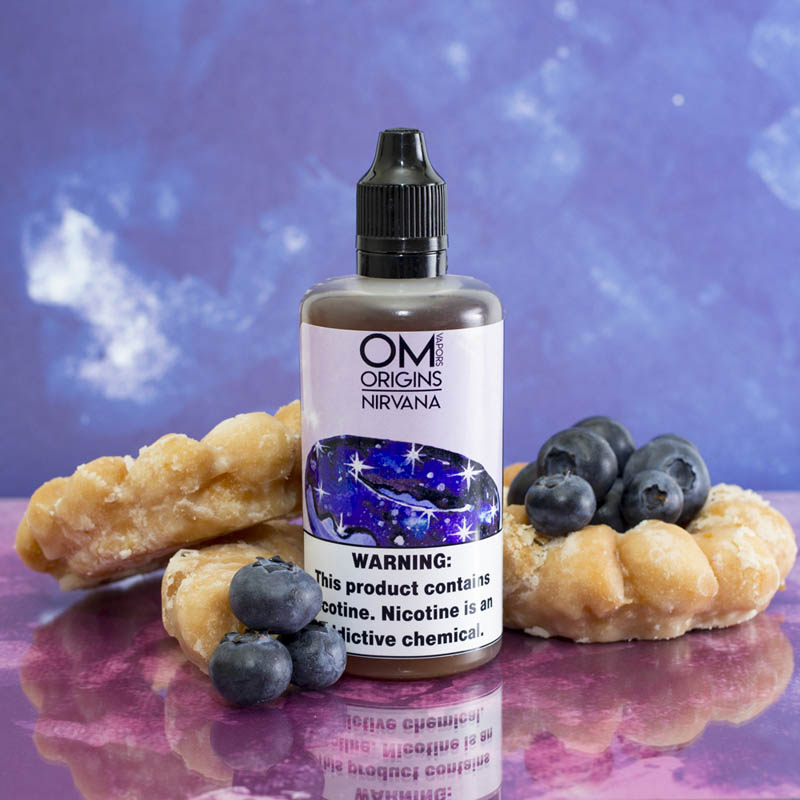 OM VAPORS
ORIGINS
NIRVANA
WARNING:
This product contains
icotine. Nicotine is an
dictive chemical.